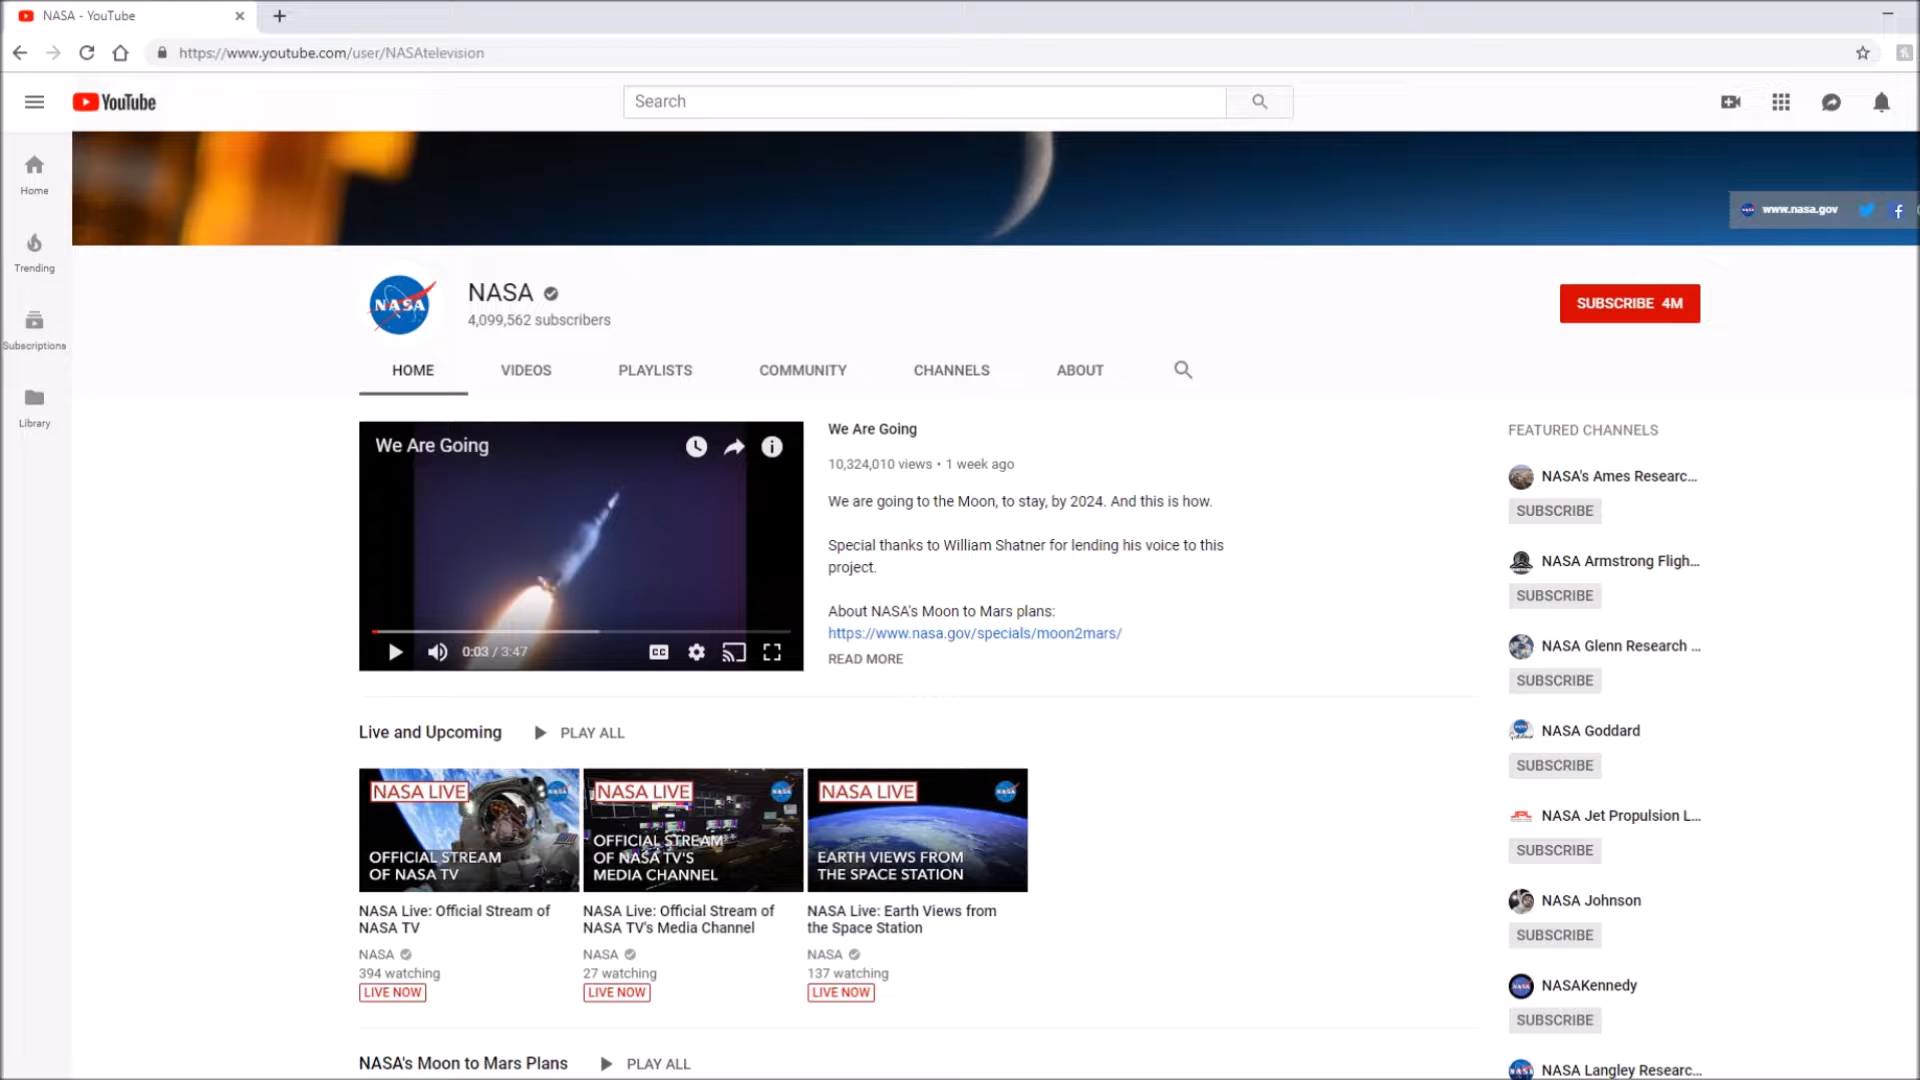 NASA - YouTube
https://www.youtube.com/user/NASAtelevision
YouTube
Search
Home
Trending
Subscriptions
Library
www.nasa.gov
NASA
NASA
4,099,562 subscribers
SUBSCRIBE 4M
HOME VIDEOS PLAYLISTS COMMUNITY CHANNELS ABOUT
We Are Going
0:03 / 3:47
CC
We Are Going
10,324,010 views • 1 week ago
We are going to the Moon, to stay, by 2024. And this is how.
Special thanks to William Shatner for lending his voice to this
project.
About NASA's Moon to Mars plans:
https://www.nasa.gov/specials/moon2mars/
READ MORE
Live and Upcoming
PLAY ALL
NASA LIVE
OFFICIAL STREAM
OF NASA TV
NASA Live: Official Stream of
NASA TV
NASA
394 watching
LIVE NOW
NASA LIVE
OFFICIAL STREAM
OF NASA TV'S
MEDIA CHANNEL
NASA Live: Official Stream of
NASA TV's Media Channel
NASA
27 watching
LIVE NOW
NASA LIVE
EARTH VIEWS FROM
THE SPACE STATION
NASA Live: Earth Views from
the Space Station
NASA
137 watching
LIVE NOW
NASA's Moon to Mars Plans
PLAY ALL
FEATURED CHANNELS
NASA's Ames Researc...
SUBSCRIBE
NASA Armstrong Fligh...
SUBSCRIBE
NASA Glenn Research ...
SUBSCRIBE
NASA Goddard
SUBSCRIBE
NASA Jet Propulsion L...
SUBSCRIBE
NASA Johnson
SUBSCRIBE
NASAKennedy
SUBSCRIBE
NASA Langley Researc...